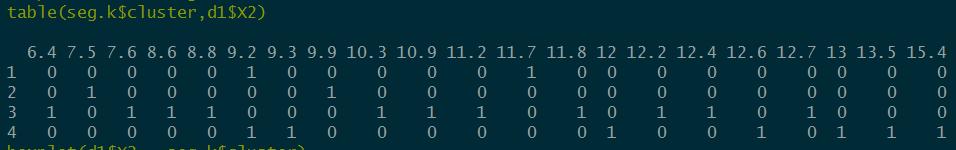 table(seg.k$cluster,d1$X2)
6.4 7.5 7.6 8.6 8.8 9.2 9.3 9.9 10.3 10.9 11.2 11.7 11.8 12 12.2 12.4 12.6 12.7 13 13.5 15.4
1 0 0 0 0 0 1 0 0 0 0 0 1 0 0 0 0 0 0 0 0 0
2 0 1 0 0 0 0 0 1 0 0 0 0 0 0 0 0 0 0 0 0 0
3 1 0 1 1 1 0 0 0 1 1 1 0 1 0 1 1 0 1 0 0 0
4 0 0 0 0 0 1 1 0 0 0 0 0 0 1 0 0 1 0 1 1 1
boxplot(d1$X2 ~ seg.k$cluster)